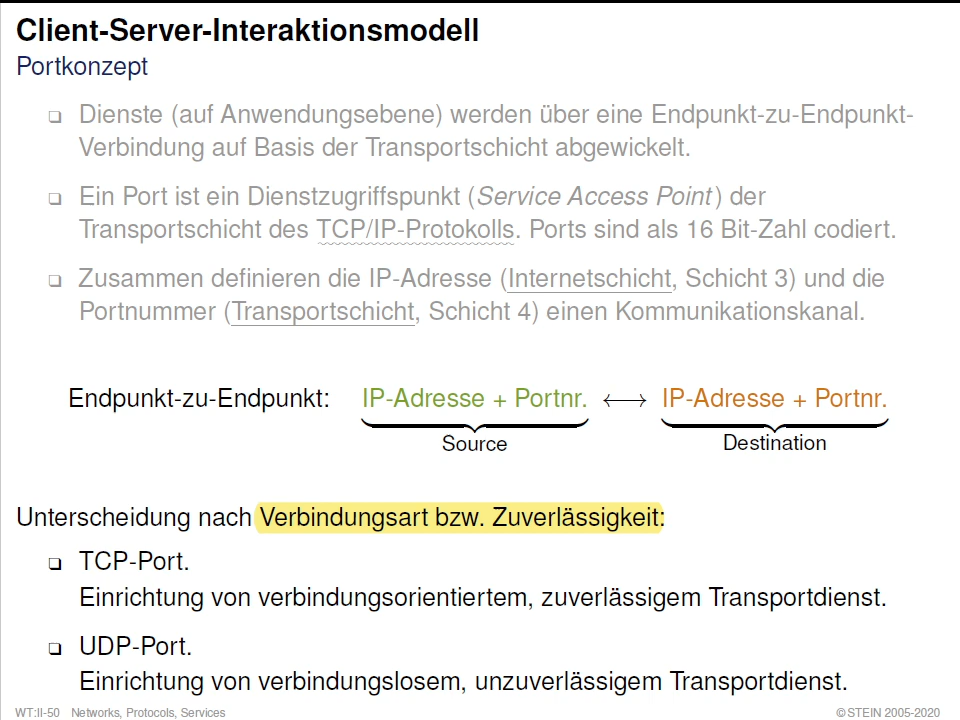 Client-Server-Interaktionsmodell
Portkonzept
❑ Dienste (auf Anwendungsebene) werden über eine Endpunkt-zu-Endpunkt-
Verbindung auf Basis der Transportschicht abgewickelt.
❑ Ein Port ist ein Dienstzugriffspunkt (Service Access Point) der
Transportschicht des TCP/IP-Protokolls. Ports sind als 16 Bit-Zahl codiert.
❑ Zusammen definieren die IP-Adresse (Internetschicht, Schicht 3) und die
Portnummer (Transportschicht, Schicht 4) einen Kommunikationskanal.
Endpunkt-zu-Endpunkt: IP-Adresse + Portnr. ⟷ IP-Adresse + Portnr.
Source Destination
Unterscheidung nach Verbindungsart bzw. Zuverlässigkeit:
❑ TCP-Port.
Einrichtung von verbindungsorientiertem, zuverlässigem Transportdienst.
❑ UDP-Port.
Einrichtung von verbindungslosem, unzuverlässigem Transportdienst.
WT:II-50 Networks, Protocols, Services ©STEIN 2005-2020